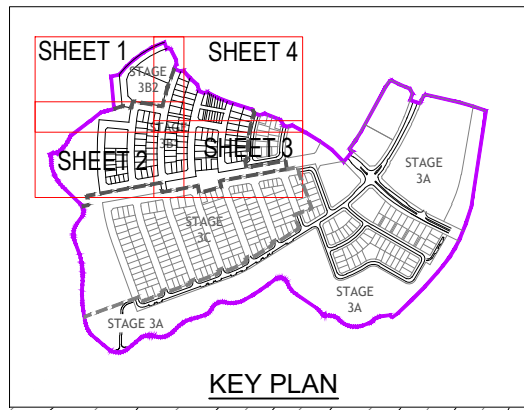 SHEET 1
SHEET 4
STAGE
3B2
STAGE
3B
SHEET 2
SHEET 3
STAGE
3A
STAGE
3C
STAGE
3A
STAGE 3A
KEY PLAN